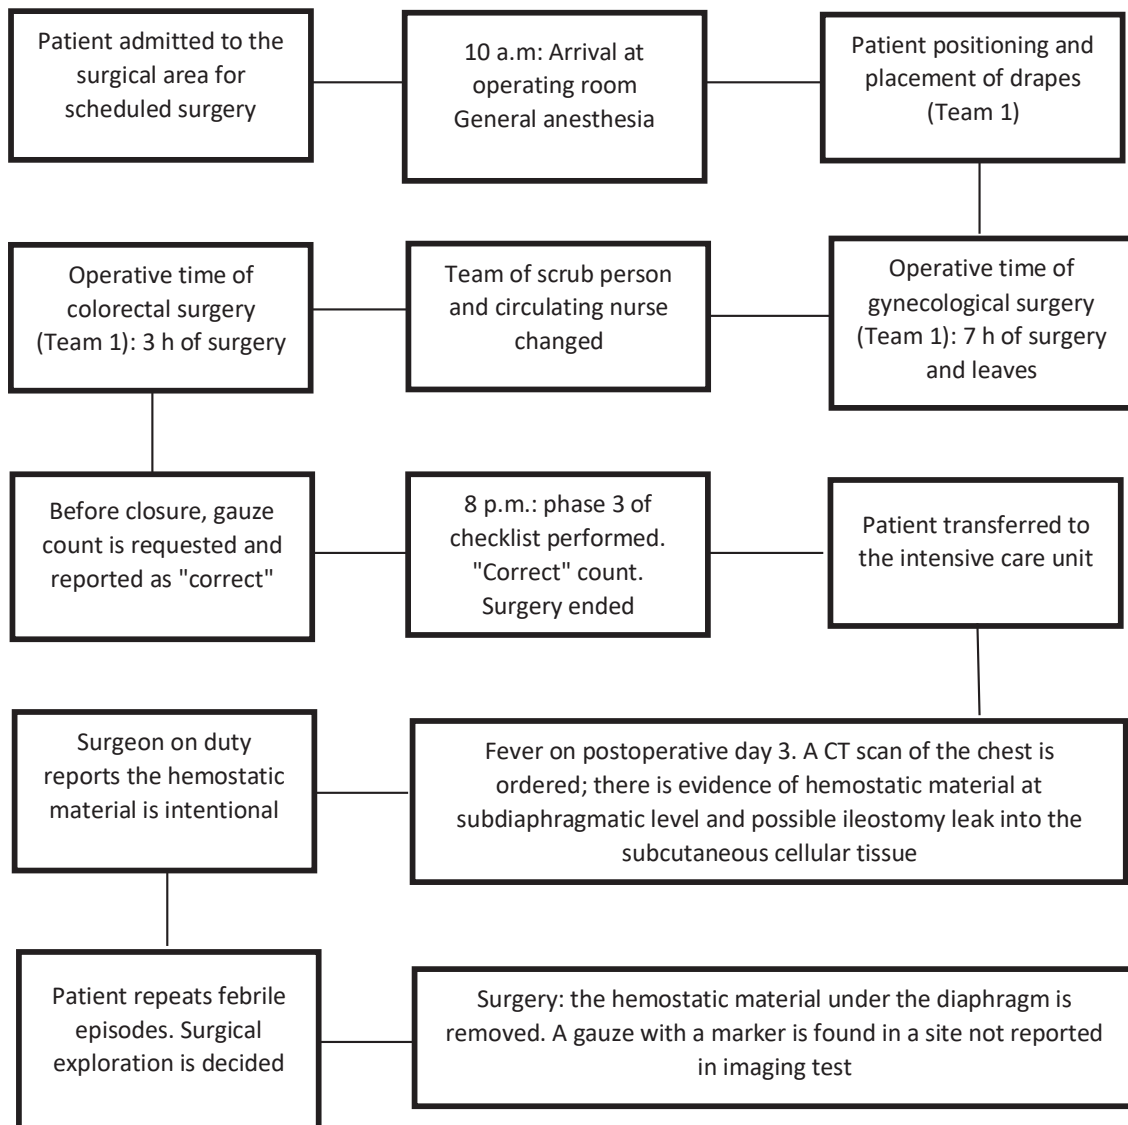 Patient admitted to the
surgical area for
scheduled surgery
10 a.m: Arrival at
operating room
General anesthesia
Patient positioning and
placement of drapes
(Team 1)
Operative time of
gynecological surgery
(Team 1): 7 h of surgery
and leaves
Team of scrub person
and circulating nurse
changed
Operative time of
colorectal surgery
(Team 1): 3 h of surgery
Before closure, gauze
count is requested and
reported as "correct"
8 p.m.: phase 3 of
checklist performed.
"Correct" count.
Surgery ended
Patient transferred to
the intensive care unit
Fever on postoperative day 3. A CT scan of the chest is
ordered; there is evidence of hemostatic material at
subdiaphragmatic level and possible ileostomy leak into the
subcutaneous cellular tissue
Surgeon on duty
reports the hemostatic
material is intentional
Patient repeats febrile
episodes. Surgical
exploration is decided
Surgery: the hemostatic material under the diaphragm is
removed. A gauze with a marker is found in a site not reported
in imaging test